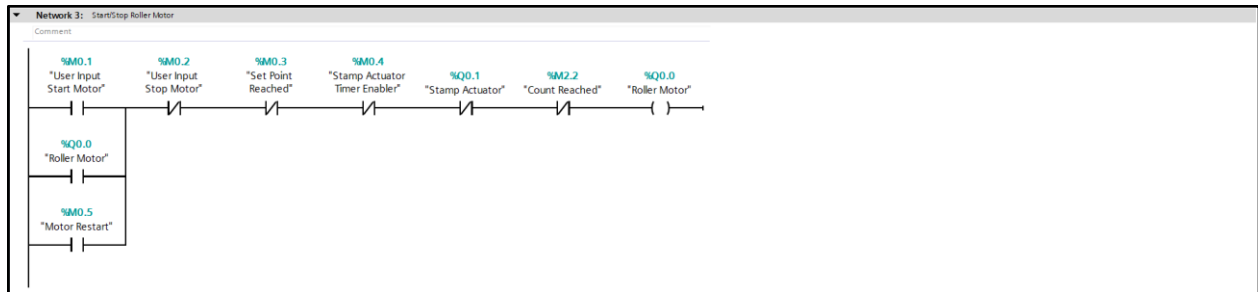 Network 3: Start/Stop Roller Motor
Comment
%M0.1
"User Input
Start Motor"
%M0.2
"User Input
Stop Motor"
%M0.3
"Set Point
Reached"
%M0.4
"Stamp Actuator
Timer Enabler"
%Q0.1
"Stamp Actuator"
%M2.2
"Count Reached"
%Q0.0
"Roller Motor"
%Q0.0
"Roller Motor"
%M0.5
"Motor Restart"